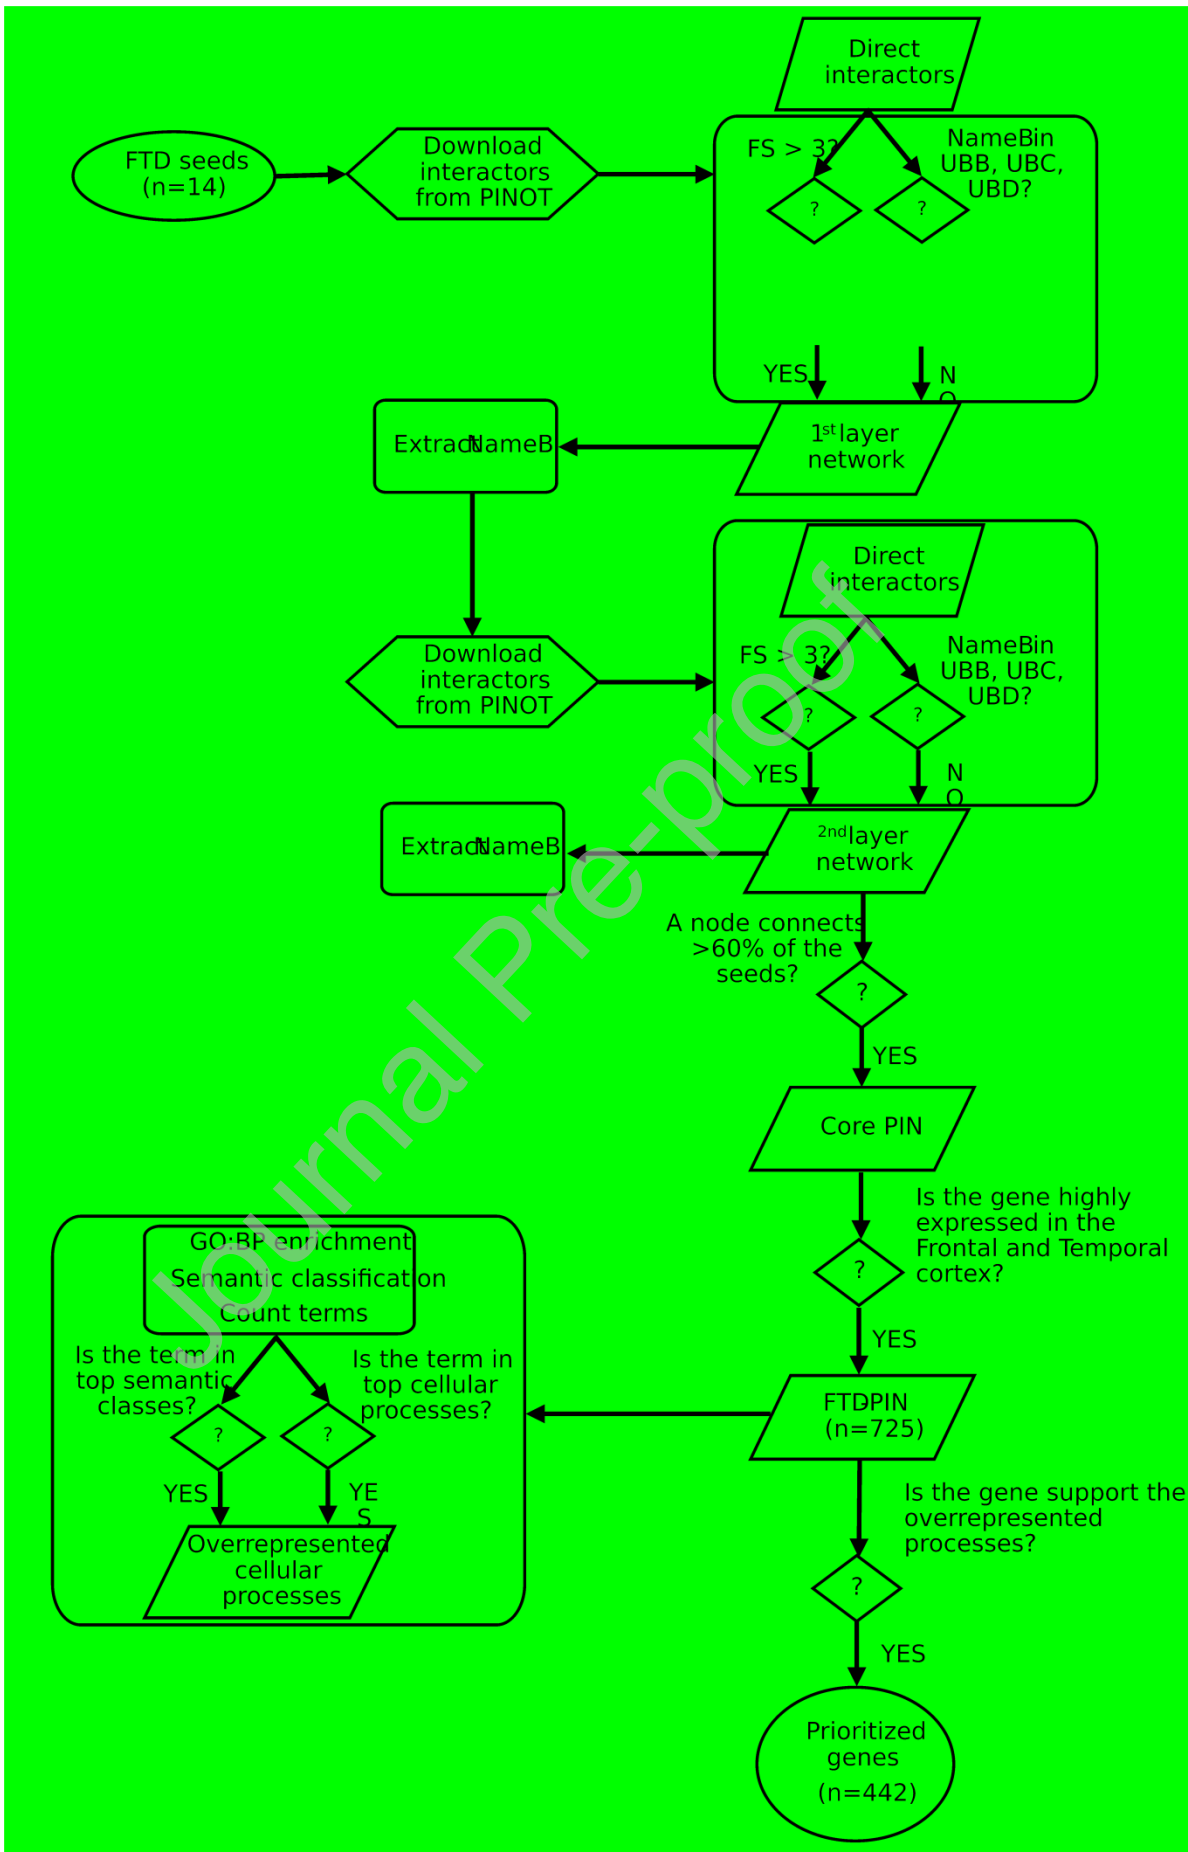 Direct
interactors
FTD seeds
(n=14)
Download
interactors
from PINOT
FS > 3?
NameBin
UBB, UBC,
UBD?
?
?
YES
N
O
1st layer
network
Extract NameB
Direct
interactors
Download
interactors
from PINOT
FS > 3?
NameBin
UBB, UBC,
UBD?
?
?
YES
N
O
2nd layer
network
Extract NameB
A node connects
>60% of the
seeds?
?
YES
Core PIN
Is the gene highly
expressed in the
Frontal and Temporal
cortex?
?
YES
FTD-PIN
(n=725)
GO:BP enrichment
Semantic classification
Count terms
Is the term in
top semantic
classes?
Is the term in
top cellular
processes?
?
?
YES
YE
S
Overrepresented
cellular
processes
Is the gene support the
overrepresented
processes?
?
YES
Prioritized
genes
(n=442)
Journal Pre-proof